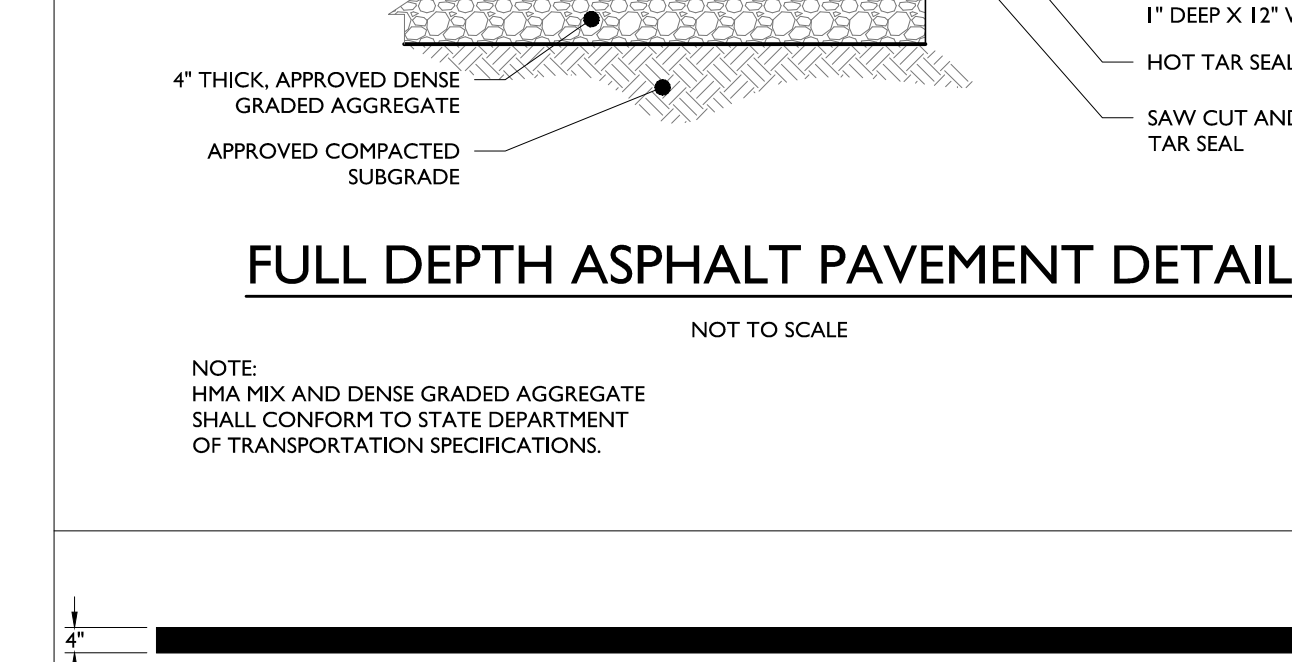 1" DEEP X 12"
HOT TAR SEAL
4" THICK, APPROVED DENSE
GRADED AGGREGATE
SAW CUT AND
TAR SEAL
APPROVED COMPACTED
SUBGRADE
FULL DEPTH ASPHALT PAVEMENT DETAIL
NOT TO SCALE
NOTE:
HMA MIX AND DENSE GRADED AGGREGATE
SHALL CONFORM TO STATE DEPARTMENT
OF TRANSPORTATION SPECIFICATIONS.
4"